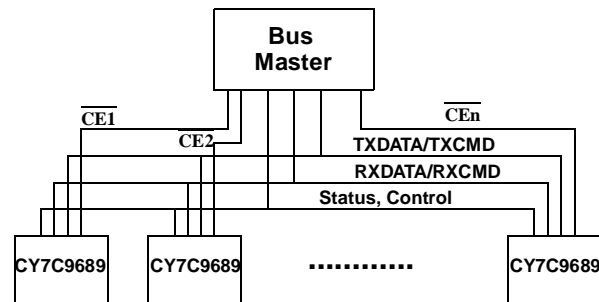 Bus
Master
CE1
CE2
CEn
TXDATA/TXCMD
RXDATA/RXCMD
Status, Control
CY7C9689
CY7C9689
............
CY7C9689